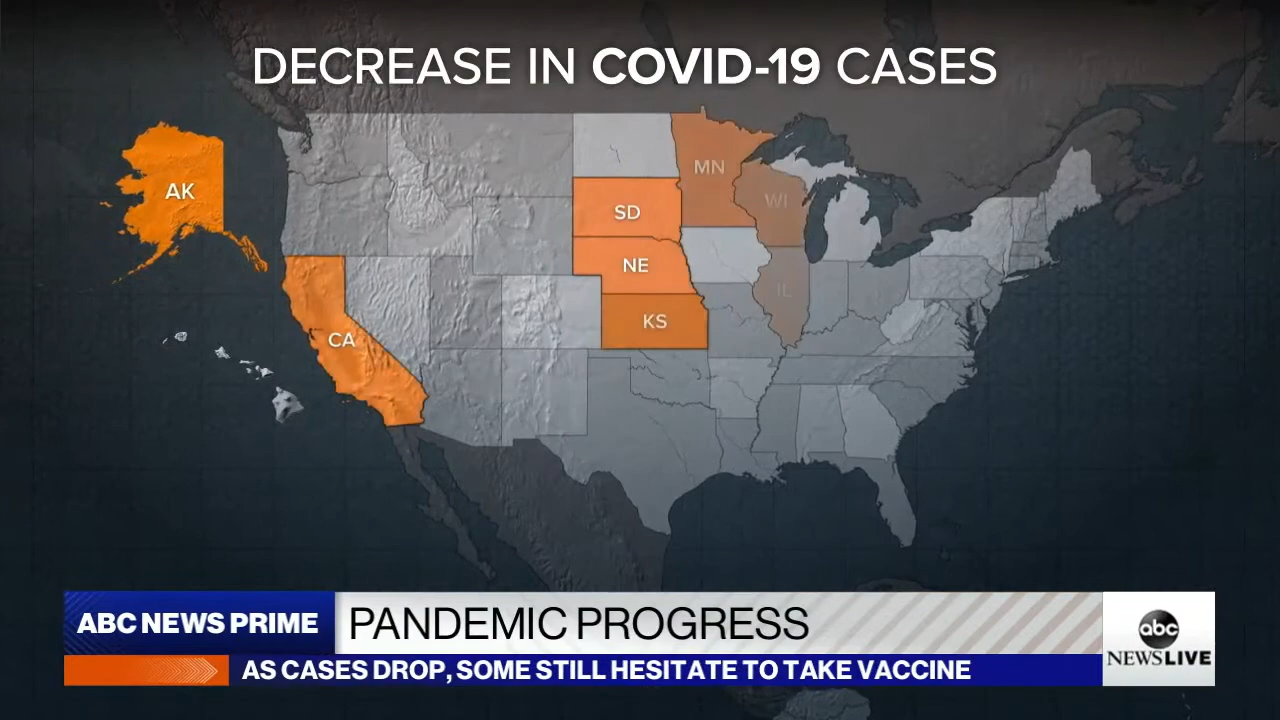 DECREASE IN COVID-19 CASES
AK
MN
WI
SD
NE
IL
KS
CA
ABC NEWS PRIME
PANDEMIC PROGRESS
AS CASES DROP, SOME STILL HESITATE TO TAKE VACCINE
abc
NEWSLIVE